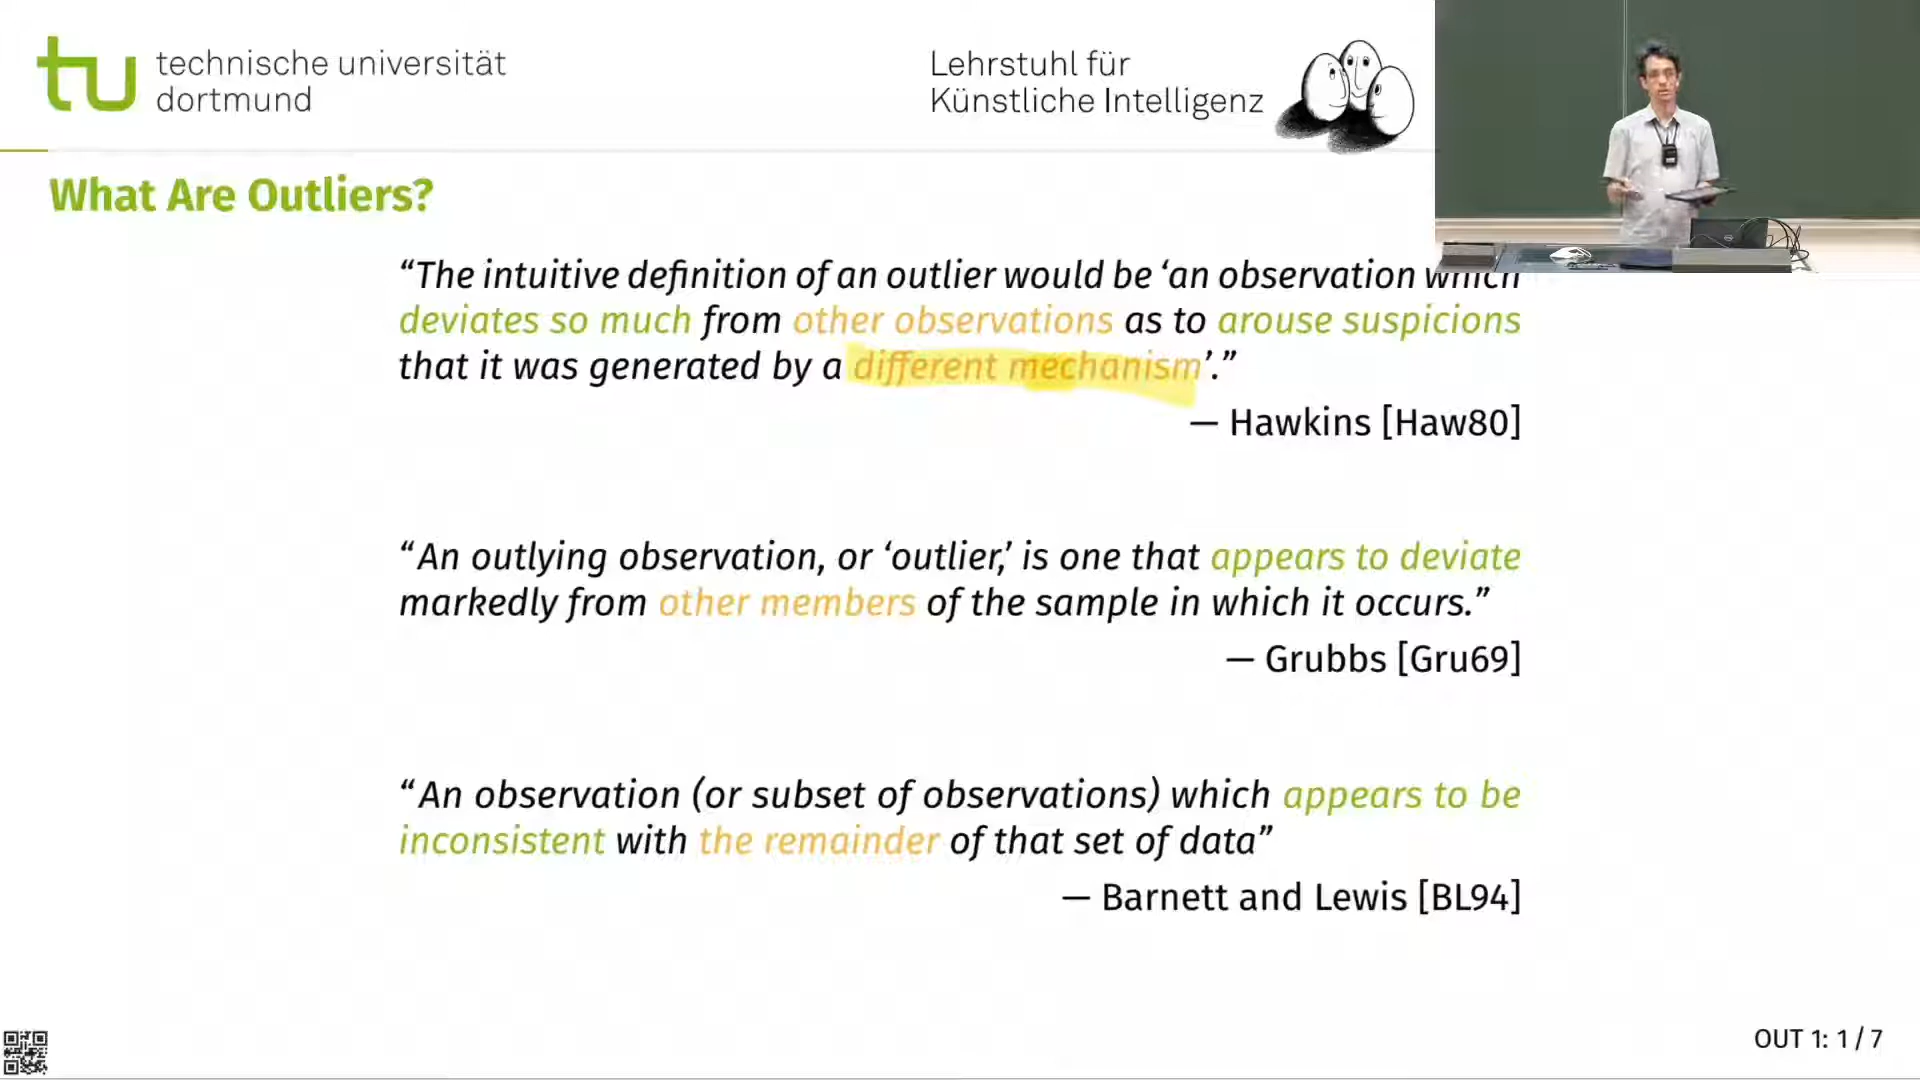 technische universität
dortmund
Lehrstuhl für
Künstliche Intelligenz
What Are Outliers?
“The intuitive definition of an outlier would be ‘an observation which
deviates so much from other observations as to arouse suspicions
that it was generated by a different mechanism’.”
— Hawkins [Haw80]
“An outlying observation, or ‘outlier,’ is one that appears to deviate
markedly from other members of the sample in which it occurs.”
— Grubbs [Gru69]
“An observation (or subset of observations) which appears to be
inconsistent with the remainder of that set of data”
— Barnett and Lewis [BL94]
OUT 1: 1 / 7